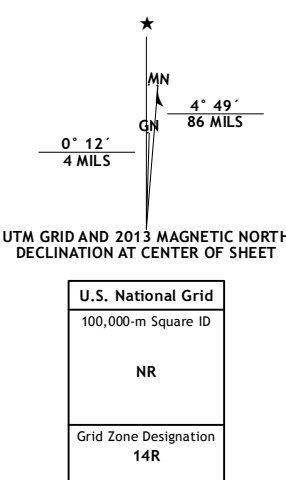 ★
MN
4° 49´
86 MILS
GN
0° 12´
4 MILS
UTM GRID AND 2013 MAGNETIC NORTH
DECLINATION AT CENTER OF SHEET
U.S. National Grid
100,000-m Square ID
NR
Grid Zone Designation
14R